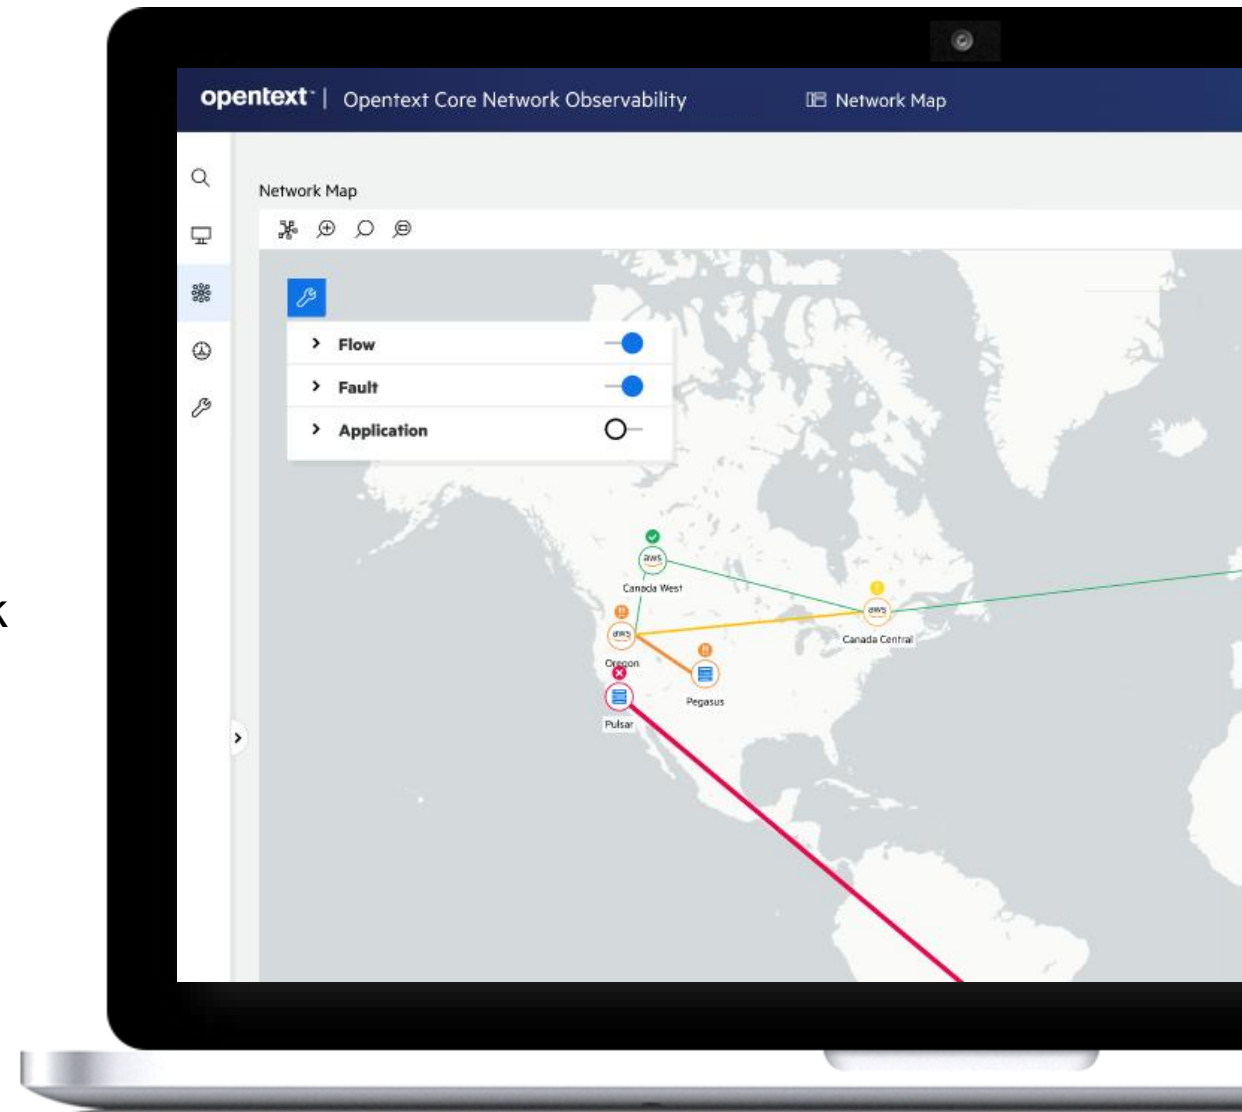 opentext™ | Opentext Core Network Observability
Network Map
Network Map
Flow
Fault
Application
aws
Canada West
aws
Canada Central
aws
Oregon
Pegasus
Pulsar
k